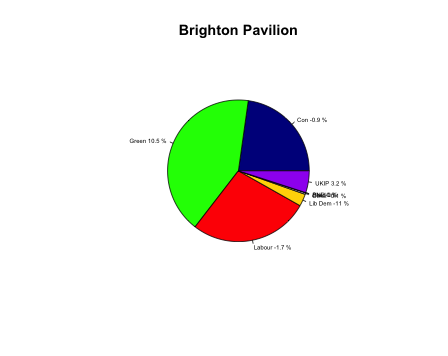 Brighton Pavilion
Con -0.9 %
Green 10.5 %
UKIP 3.2 %
Lib Dem -11 %
Labour -1.7 %